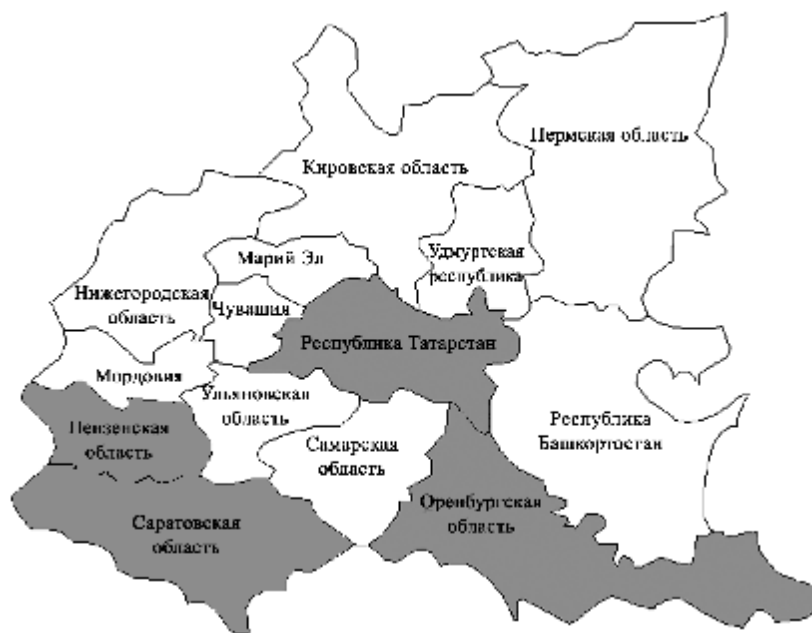 Пермская область
Кировская область
Удмуртская
республика
Марий Эл
Нижегородская
область
Чувашия
Республика Татарстан
Мордовия
Ульяновская
область
Пензенская
область
Республика
Башкортостан
Самарская
область
Оренбургская
область
Саратовская
область